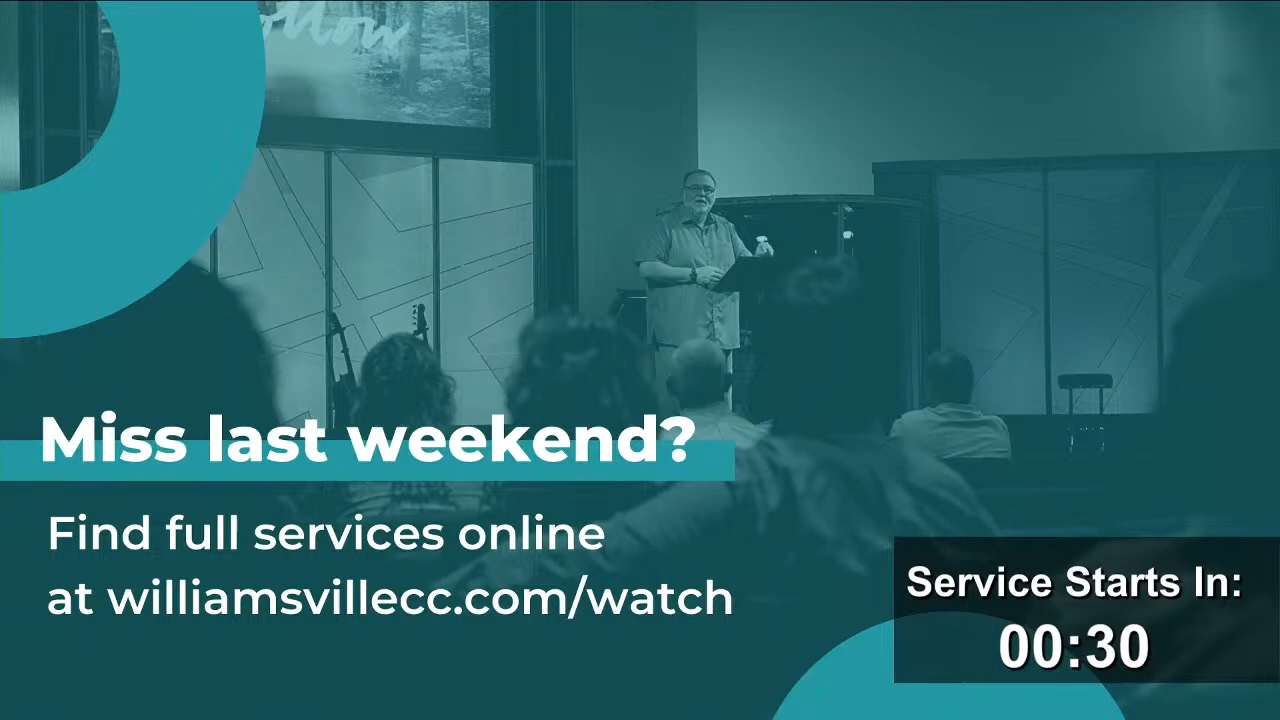 Miss last weekend?
Find full services online
at williamsvillecc.com/watch
Service Starts In:
00:30